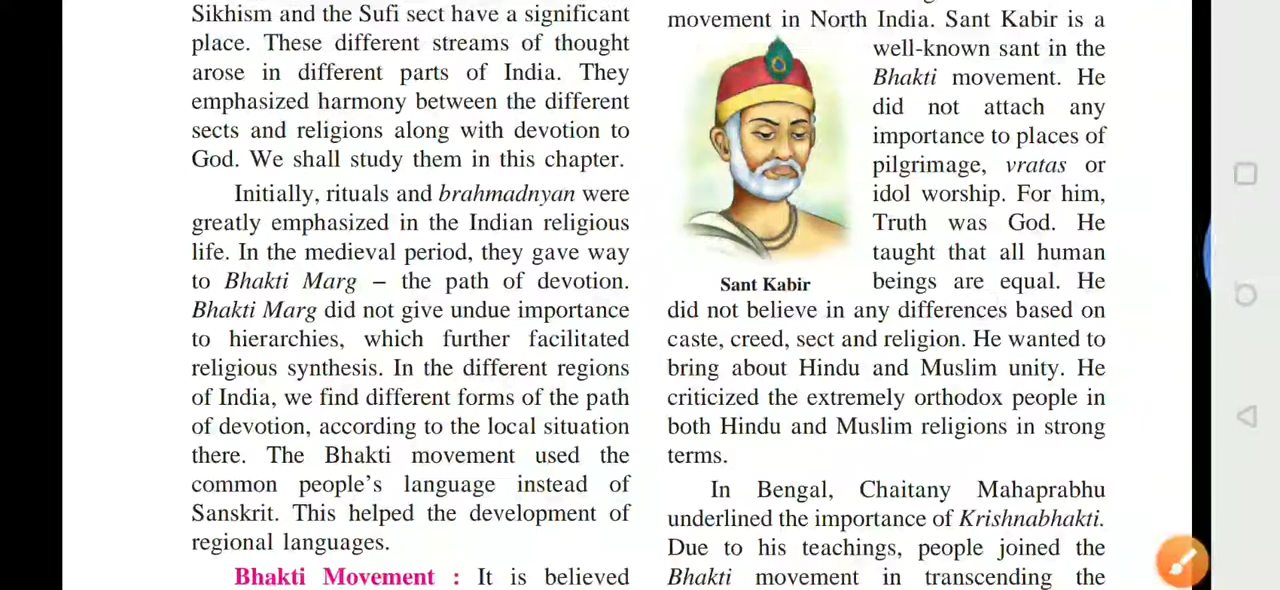 Sikhism and the Sufi sect have a significant
place. These different streams of thought
arose in different parts of India. They
emphasized harmony between the different
sects and religions along with devotion to
God. We shall study them in this chapter.
Initially, rituals and brahmadnyan were
greatly emphasized in the Indian religious
life. In the medieval period, they gave way
to Bhakti Marg – the path of devotion.
Bhakti Marg did not give undue importance
to hierarchies, which further facilitated
religious synthesis. In the different regions
of India, we find different forms of the path
of devotion, according to the local situation
there. The Bhakti movement used the
common people's language instead of
Sanskrit. This helped the development of
regional languages.
Bhakti Movement : It is believed
movement in North India. Sant Kabir is a
well-known sant in the
Bhakti movement. He
did not attach any
importance to places of
pilgrimage, vratas or
idol worship. For him,
Truth was God. He
taught that all human
beings are equal. He
Sant Kabir
did not believe in any differences based on
caste, creed, sect and religion. He wanted to
bring about Hindu and Muslim unity. He
criticized the extremely orthodox people in
both Hindu and Muslim religions in strong
terms.
In Bengal, Chaitany Mahaprabhu
underlined the importance of Krishnabhakti.
Due to his teachings, people joined the
Bhakti movement in transcending the